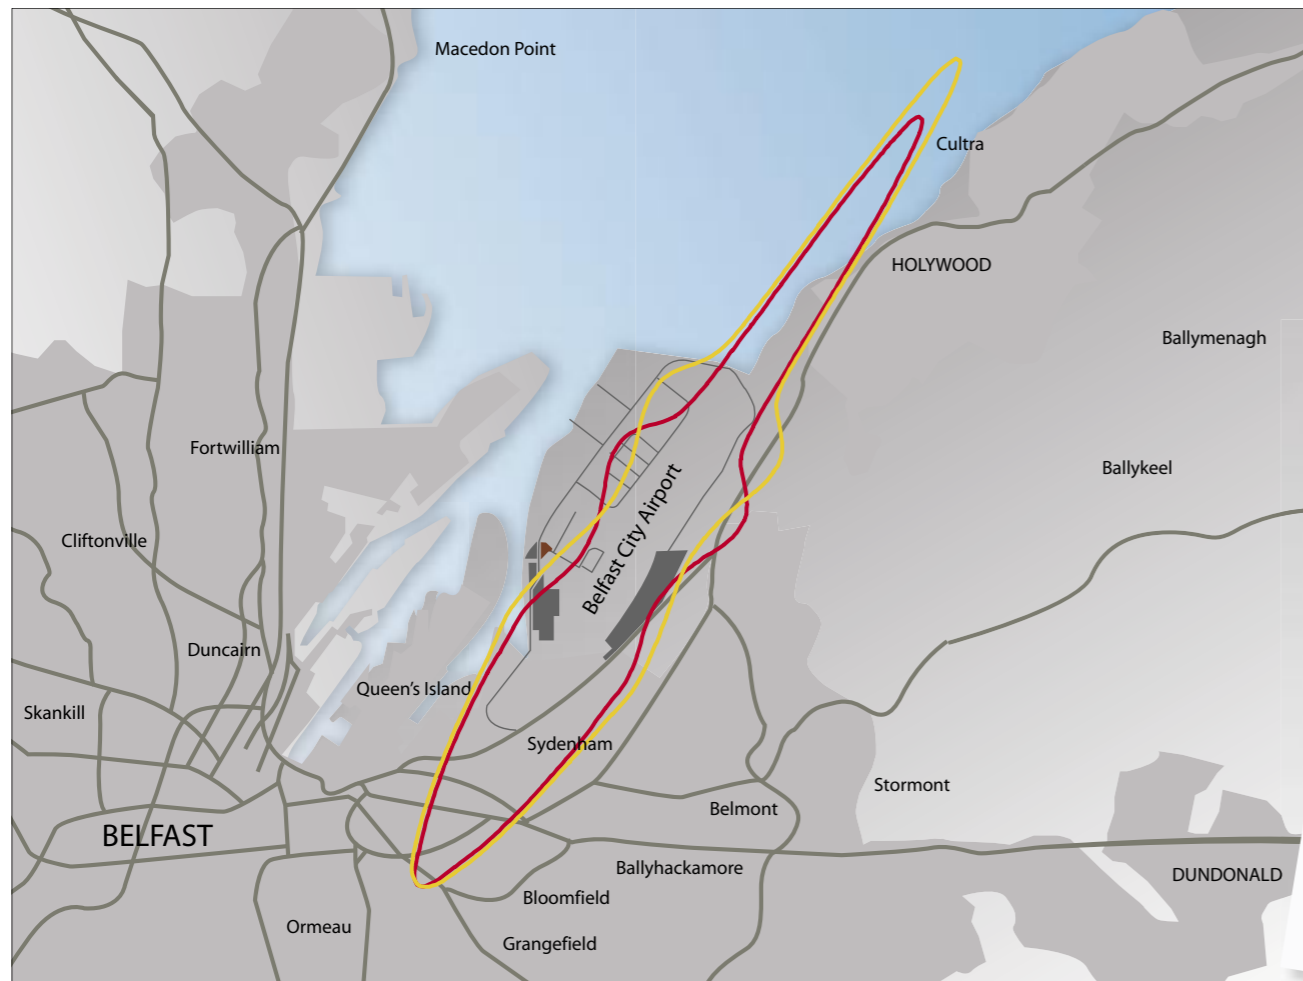 Macedon Point
Cultra
HOLYWOOD
Ballymenagh
Fortwilliam
Ballykeel
Belfast City Airport
Cliftonville
Duncairn
Queen's Island
Skankill
Sydenham
Stormont
Belmont
BELFAST
Ballyhackamore
DUNDONALD
Bloomfield
Ormeau
Grangefield